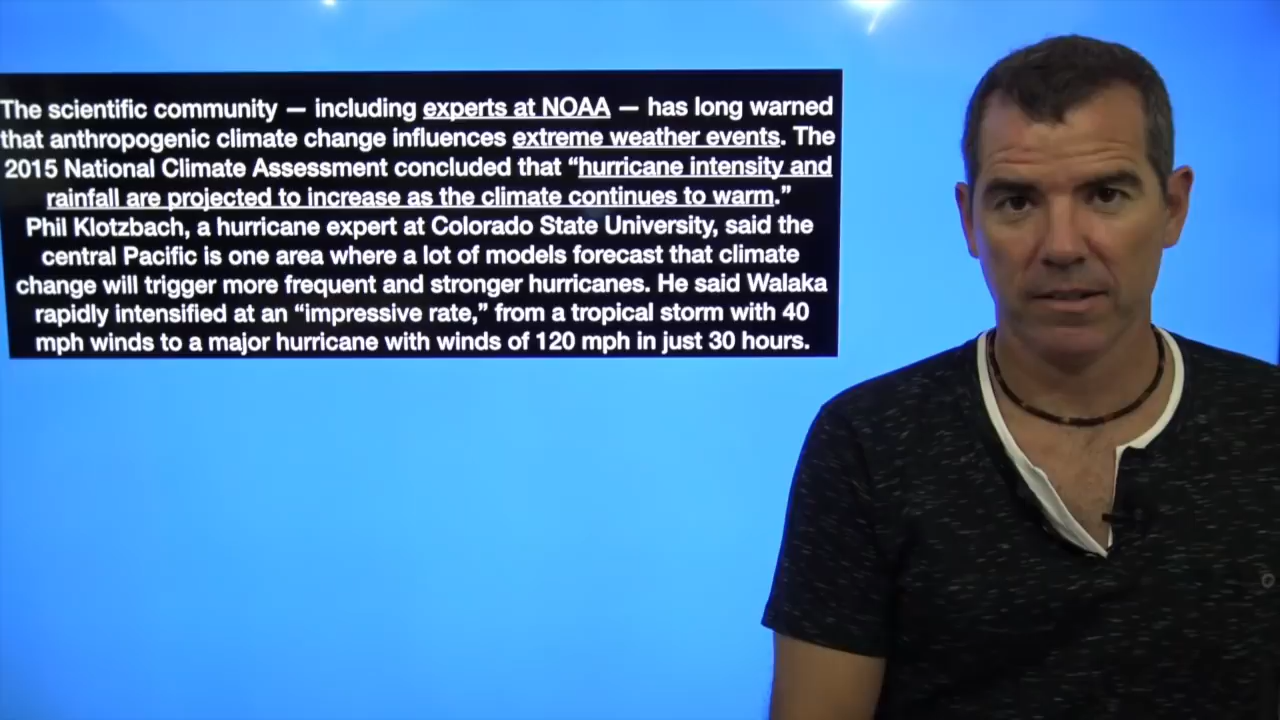 The scientific community — including experts at NOAA — has long warned
that anthropogenic climate change influences extreme weather events. The
2015 National Climate Assessment concluded that “hurricane intensity and
rainfall are projected to increase as the climate continues to warm.”
Phil Klotzbach, a hurricane expert at Colorado State University, said the
central Pacific is one area where a lot of models forecast that climate
change will trigger more frequent and stronger hurricanes. He said Walaka
rapidly intensified at an “impressive rate,” from a tropical storm with 40
mph winds to a major hurricane with winds of 120 mph in just 30 hours.